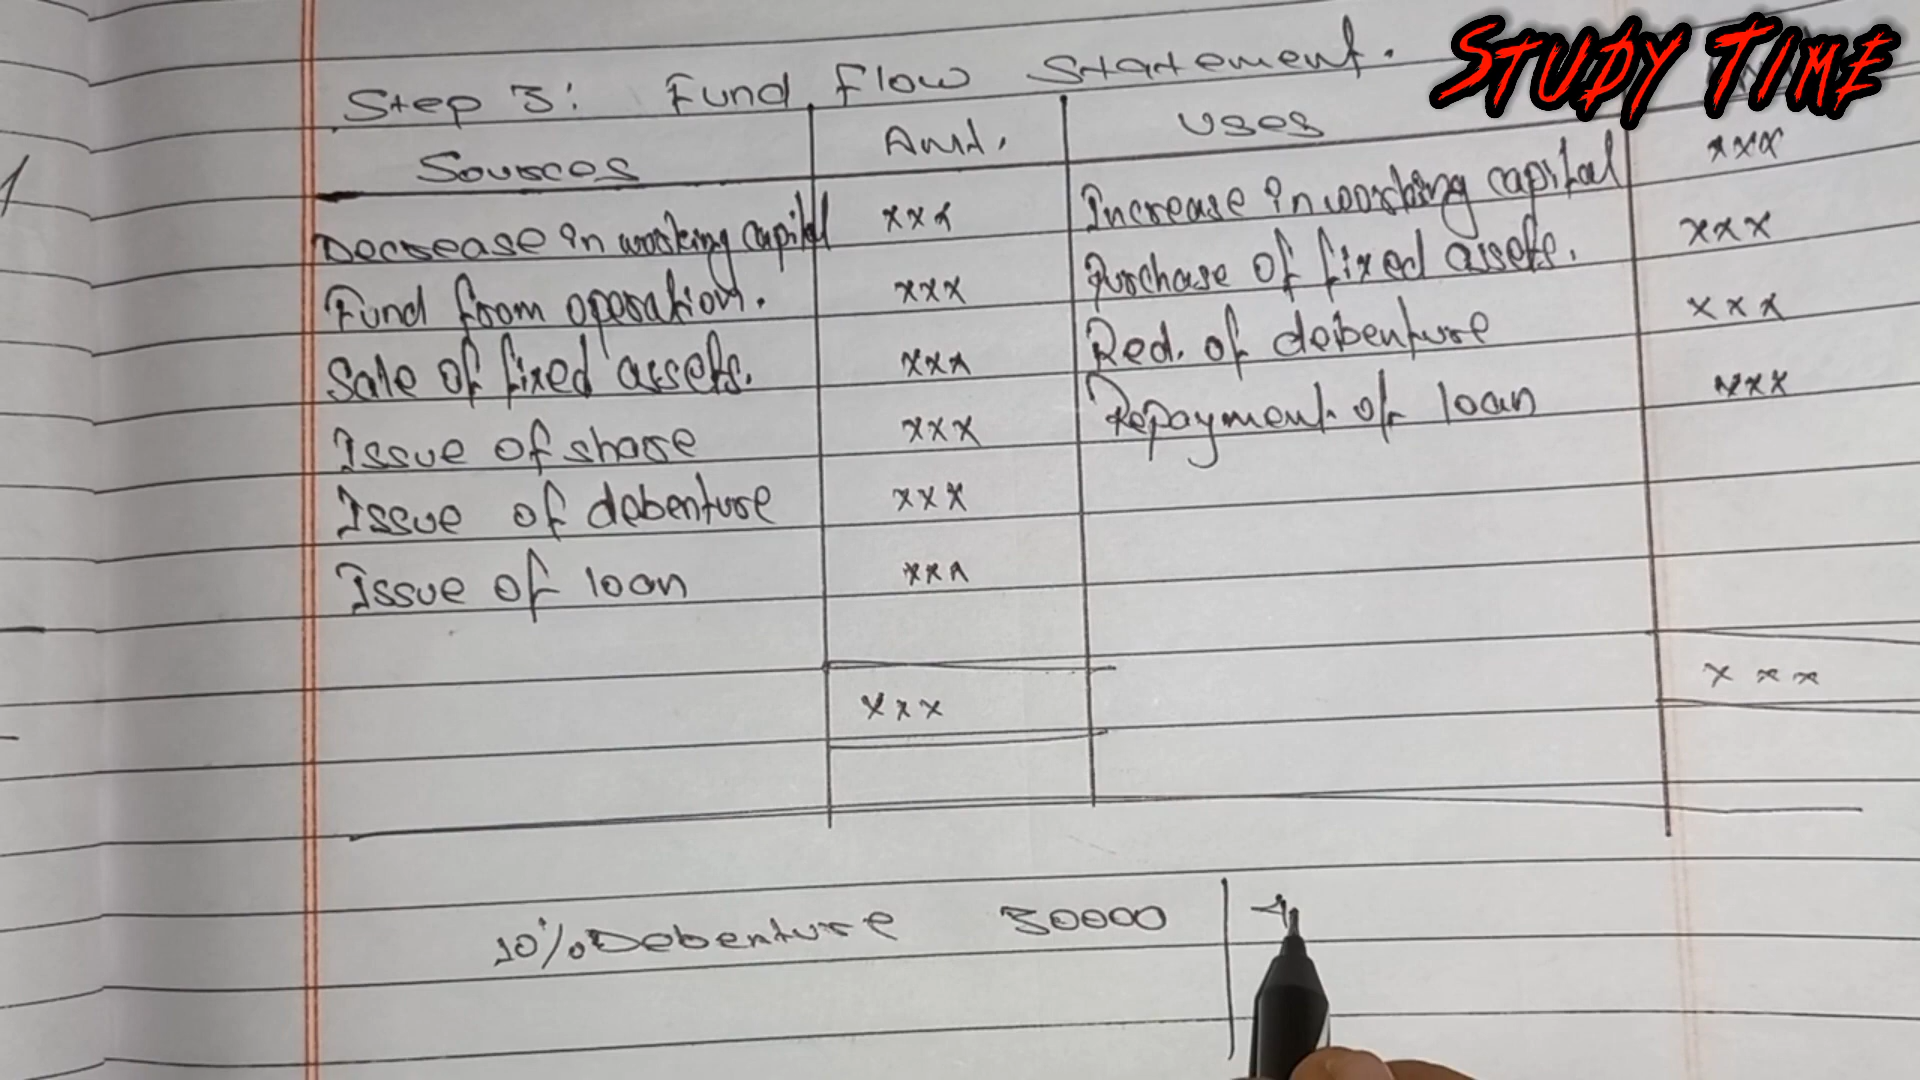 STUDY TIME
Step 3: Fund flow Statement.
Sources Amt. Uses
Decrease in working capital xxx Increase in working capital xxx
Fund from operation. xxx Purchase of fixed assets. xxx
Sale of fixed assets. xxx Red. of debenture xxx
Issue of share xxx Repayment of loan xxx
Issue of debenture xxx
Issue of loan xxx
xxx xxx
10% Debenture 30000